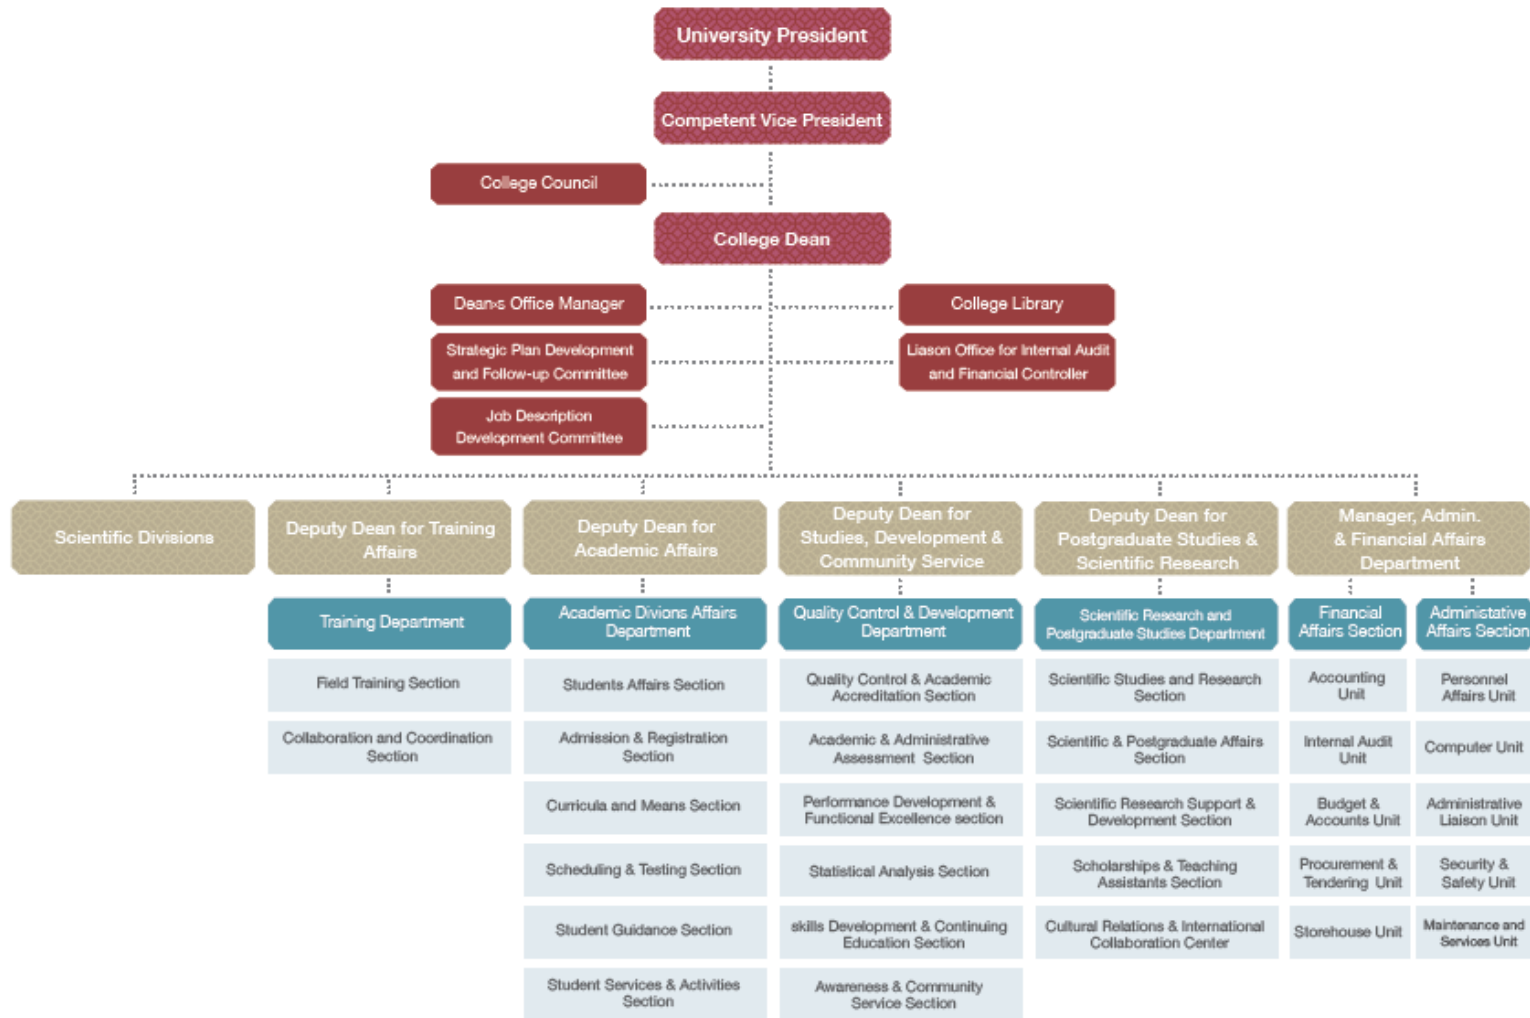 University President
Competent Vice President
College Council
College Dean
Dean‹s Office Manager
College Library
Strategic Plan Development
and Follow-up Committee
Liason Office for Internal Audit
and Financial Controller
Job Description
Development Committee
Scientific Divisions
Deputy Dean for Training
Affairs
Deputy Dean for
Academic Affairs
Deputy Dean for
Studies, Development &
Community Service
Deputy Dean for
Postgraduate Studies &
Scientific Research
Manager, Admin.
& Financial Affairs
Department
Training Department
Academic Divions Affairs
Department
Quality Control & Development
Department
Scientific Research and
Postgraduate Studies Department
Financial
Affairs Section
Administative
Affairs Section
Field Training Section
Students Affairs Section
Quality Control & Academic
Accreditation Section
Scientific Studies and Research
Section
Accounting
Unit
Personnel
Affairs Unit
Collaboration and Coordination
Section
Admission & Registration
Section
Academic & Administrative
Assessment Section
Scientific & Postgraduate Affairs
Section
Internal Audit
Unit
Computer Unit
Curricula and Means Section
Performance Development &
Functional Excellence section
Scientific Research Support &
Development Section
Budget &
Accounts Unit
Administrative
Liaison Unit
Scheduling & Testing Section
Statistical Analysis Section
Scholarships & Teaching
Assistants Section
Procurement &
Tendering Unit
Security &
Safety Unit
Student Guidance Section
skills Development & Continuing
Education Section
Cultural Relations & International
Collaboration Center
Storehouse Unit
Maintenance and
Services Unit
Student Services & Activities
Section
Awareness & Community
Service Section